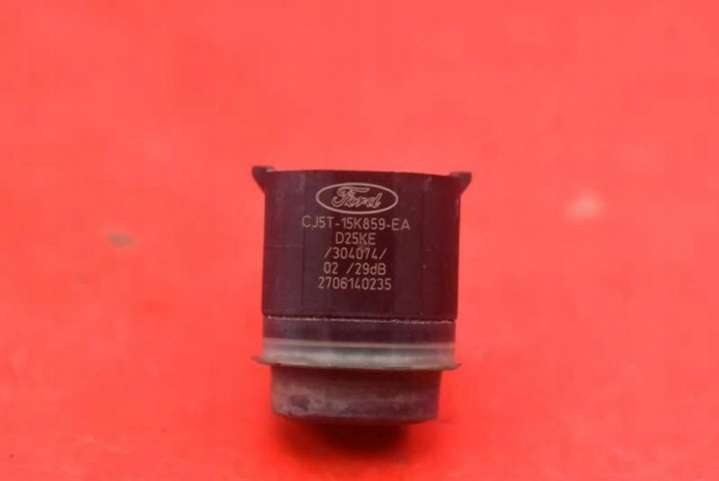 Ford
CJ5T-15K859-EA
D25KE
/304074/
02 /29dB
2706140235